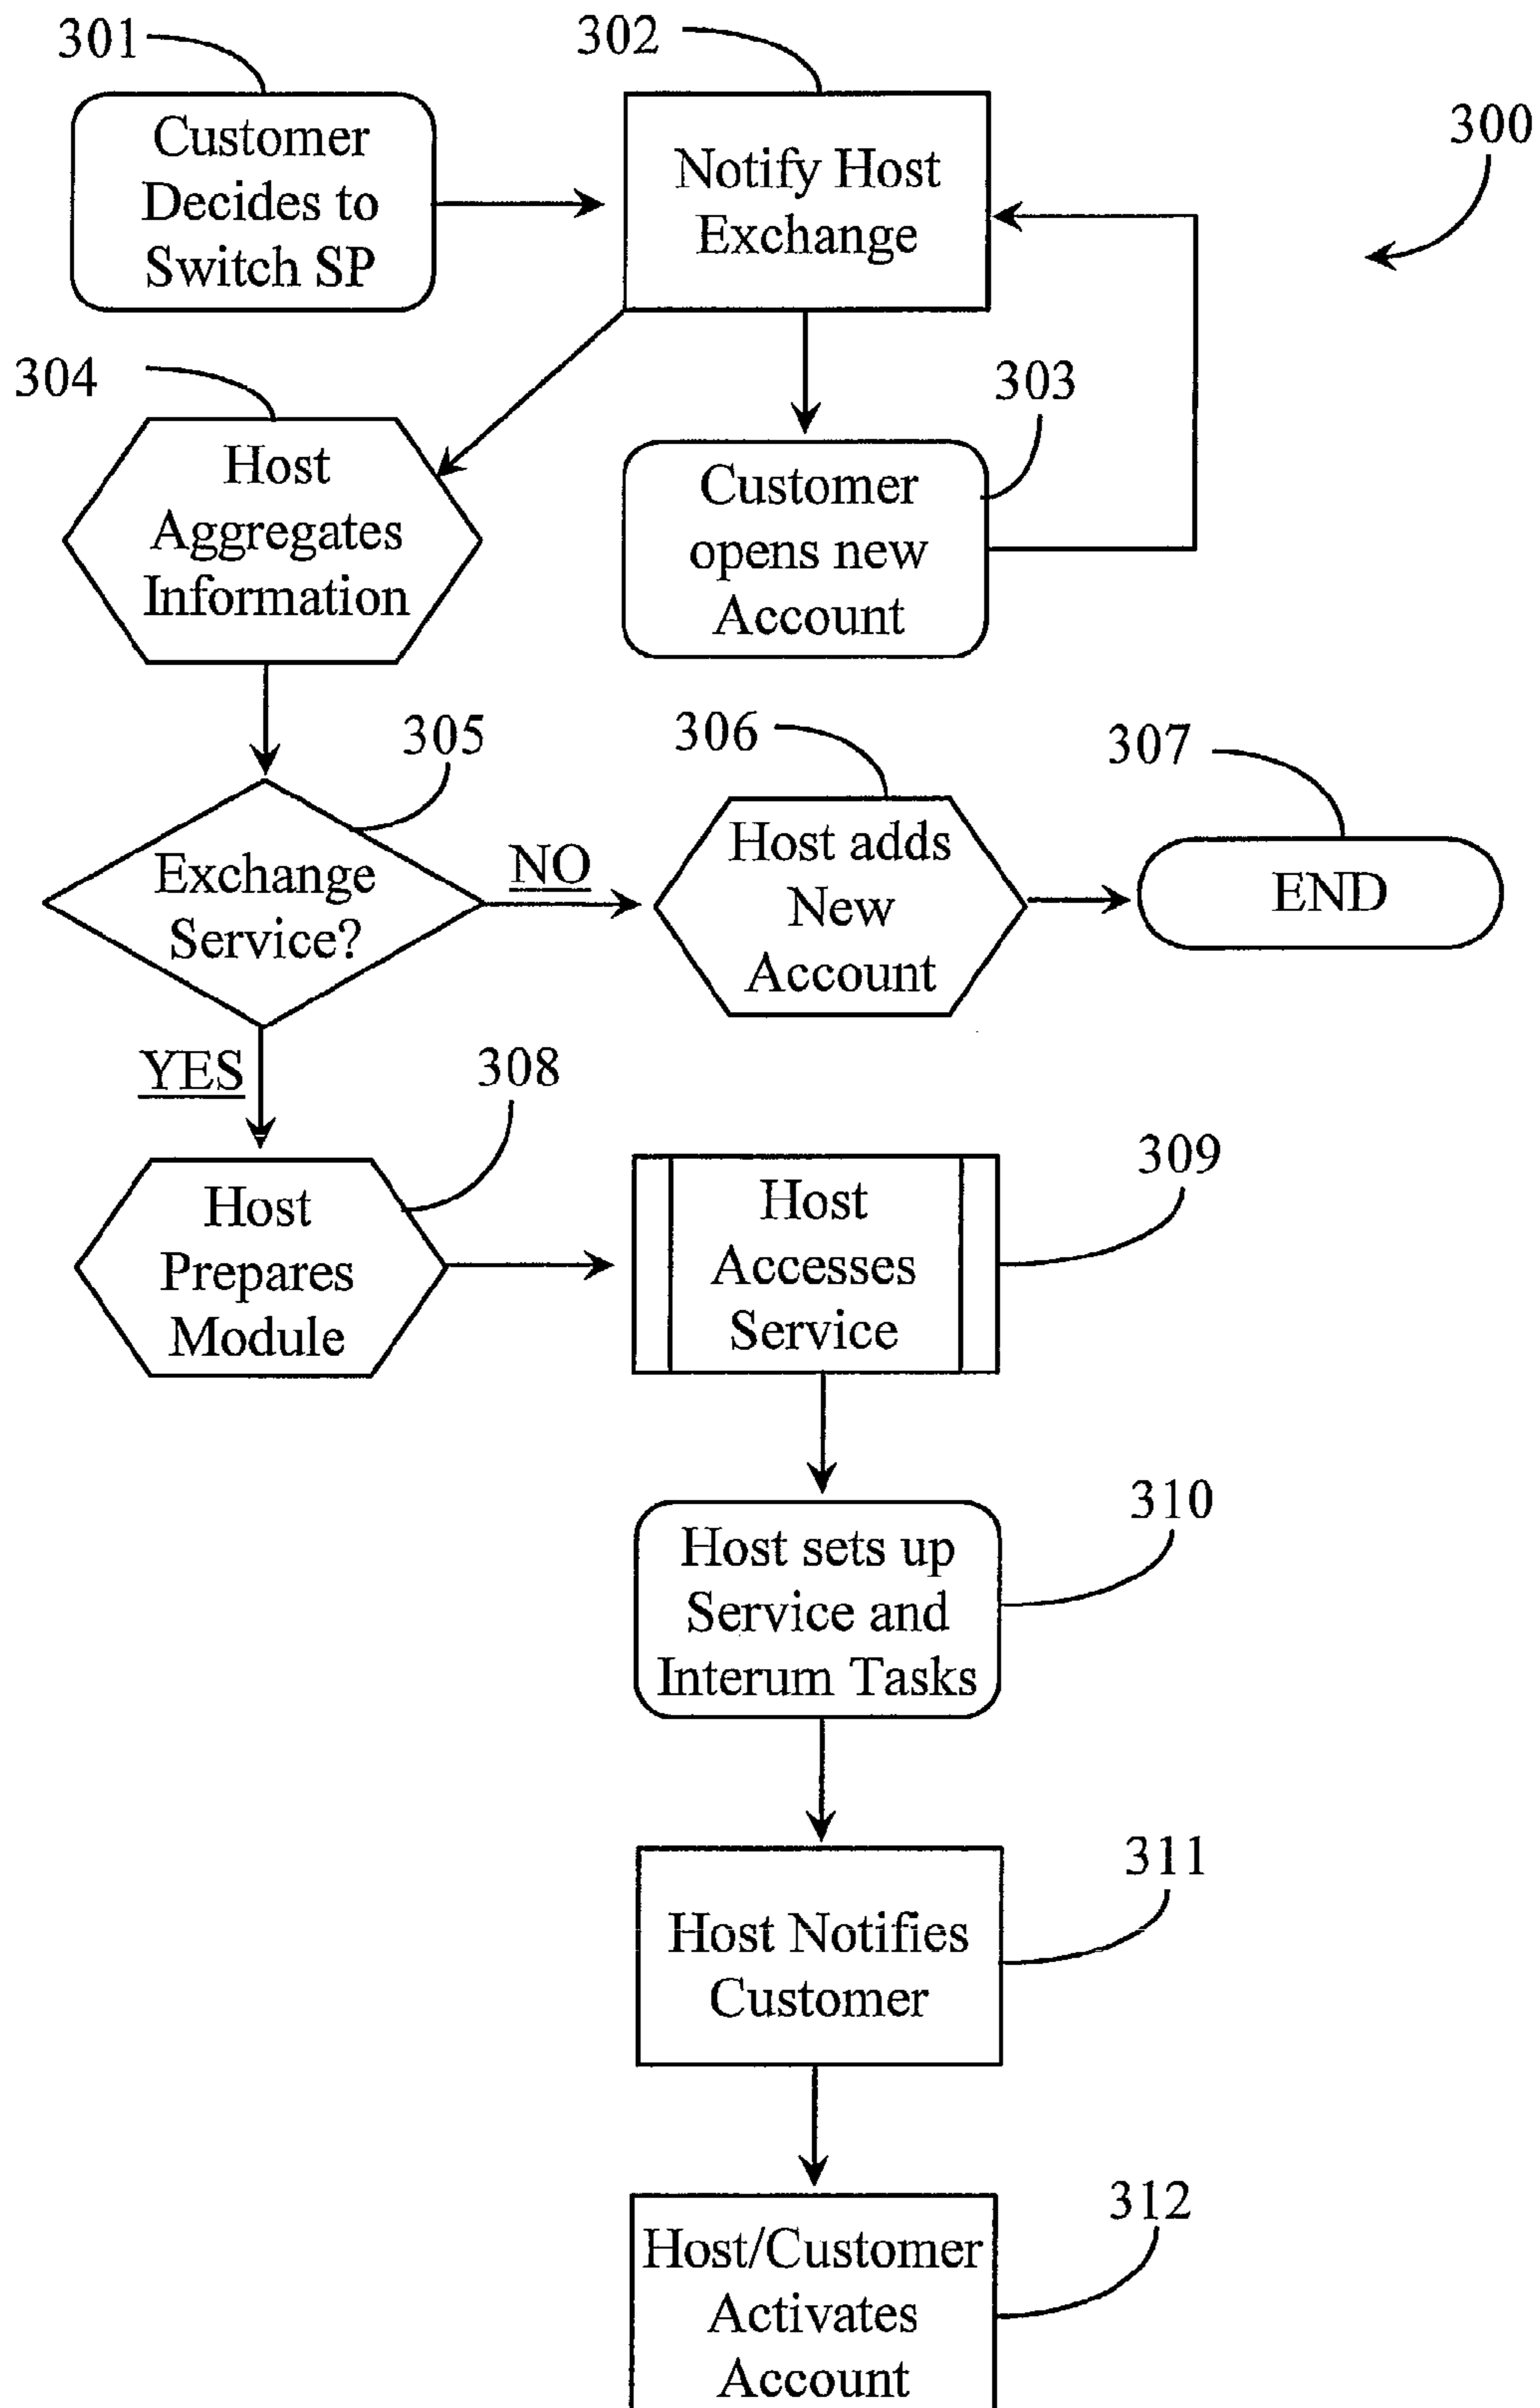 301
302
300
Customer
Decides to
Switch SP
Notify Host
Exchange
304
303
Host
Aggregates
Information
Customer
opens new
Account
305
306
307
Exchange
Service?
NO
Host adds
New
Account
END
YES
308
309
Host
Prepares
Module
Host
Accesses
Service
310
Host sets up
Service and
Interum Tasks
311
Host Notifies
Customer
312
Host/Customer
Activates
Account